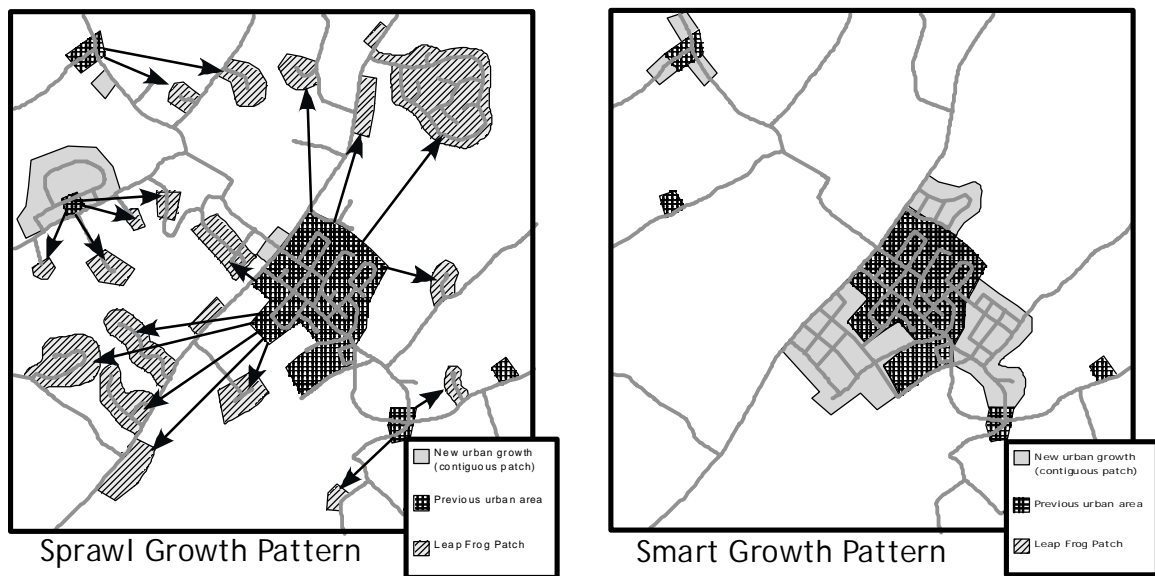 New urban growth
(contiguous patch)
Previous urban area
Leap Frog Patch
Sprawl Growth Pattern
New urban growth
(contiguous patch)
Previous urban area
Leap Frog Patch
Smart Growth Pattern